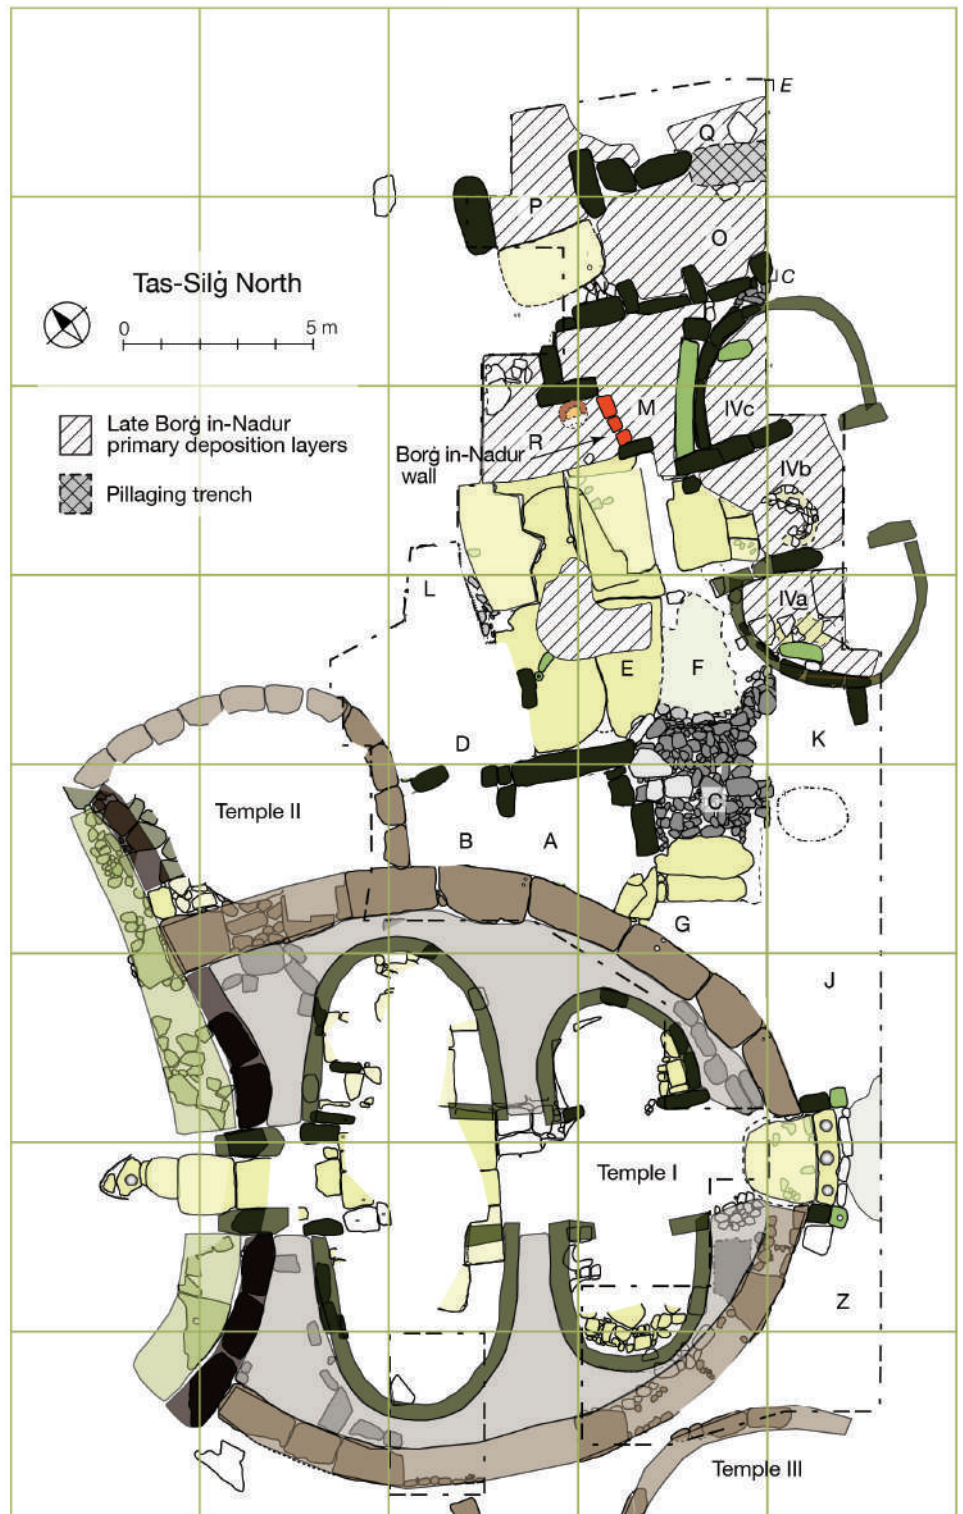 E
Q
P
O
C
Tas-Silġ North
0 5 m
M
IVc
Late Borġ in-Nadur
primary deposition layers
R
Borġ in-Nadur
wall
IVb
Pillaging trench
L
IVa
E
F
D
K
Temple II
C
B
A
G
J
Temple I
Z
Temple III